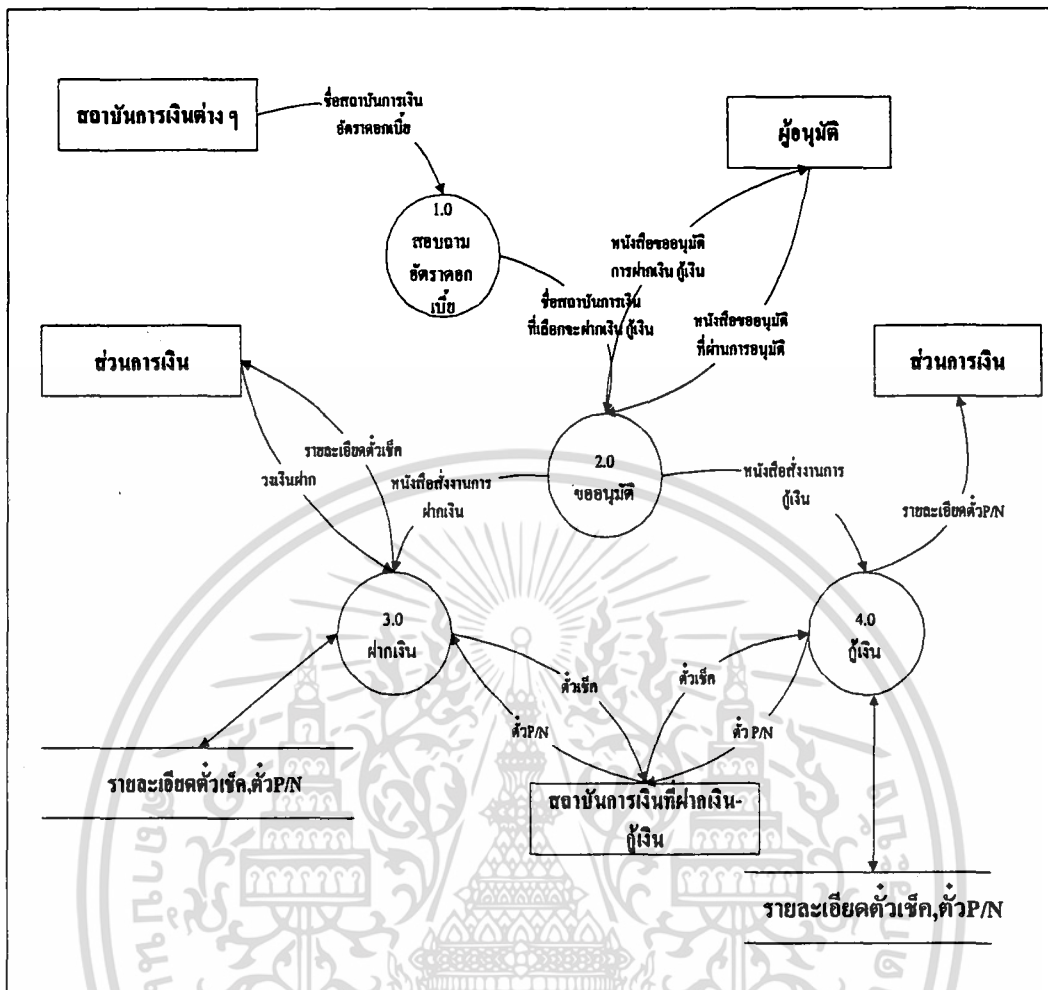 สถาบันการเงินต่าง ๆ
ชื่อสถาบันการเงิน
อัตราดอกเบี้ย
ผู้อนุมัติ
1.0
สอบถาม
อัตราดอก
เบี้ย
หนังสือขออนุมัติ
การฝากเงิน กู้เงิน
ชื่อสถาบันการเงิน
ที่เลือกจะฝากเงิน กู้เงิน
หนังสือขออนุมัติ
ที่ผ่านการอนุมัติ
ส่วนการเงิน
ส่วนการเงิน
รายละเอียดตั๋วเช็ค
วงเงินฝาก
หนังสือสั่งงานการ
ฝากเงิน
2.0
ขออนุมัติ
หนังสือสั่งงานการ
กู้เงิน
รายละเอียดตั๋วP/N
3.0
ฝากเงิน
4.0
กู้เงิน
ตั๋วเช็ค
ตั๋วเช็ค
ตั๋วP/N
ตั๋ว P/N
รายละเอียดตั๋วเช็ค,ตั๋วP/N
สถาบันการเงินที่ฝากเงิน-
กู้เงิน
รายละเอียดตั๋วเช็ค,ตั๋วP/N